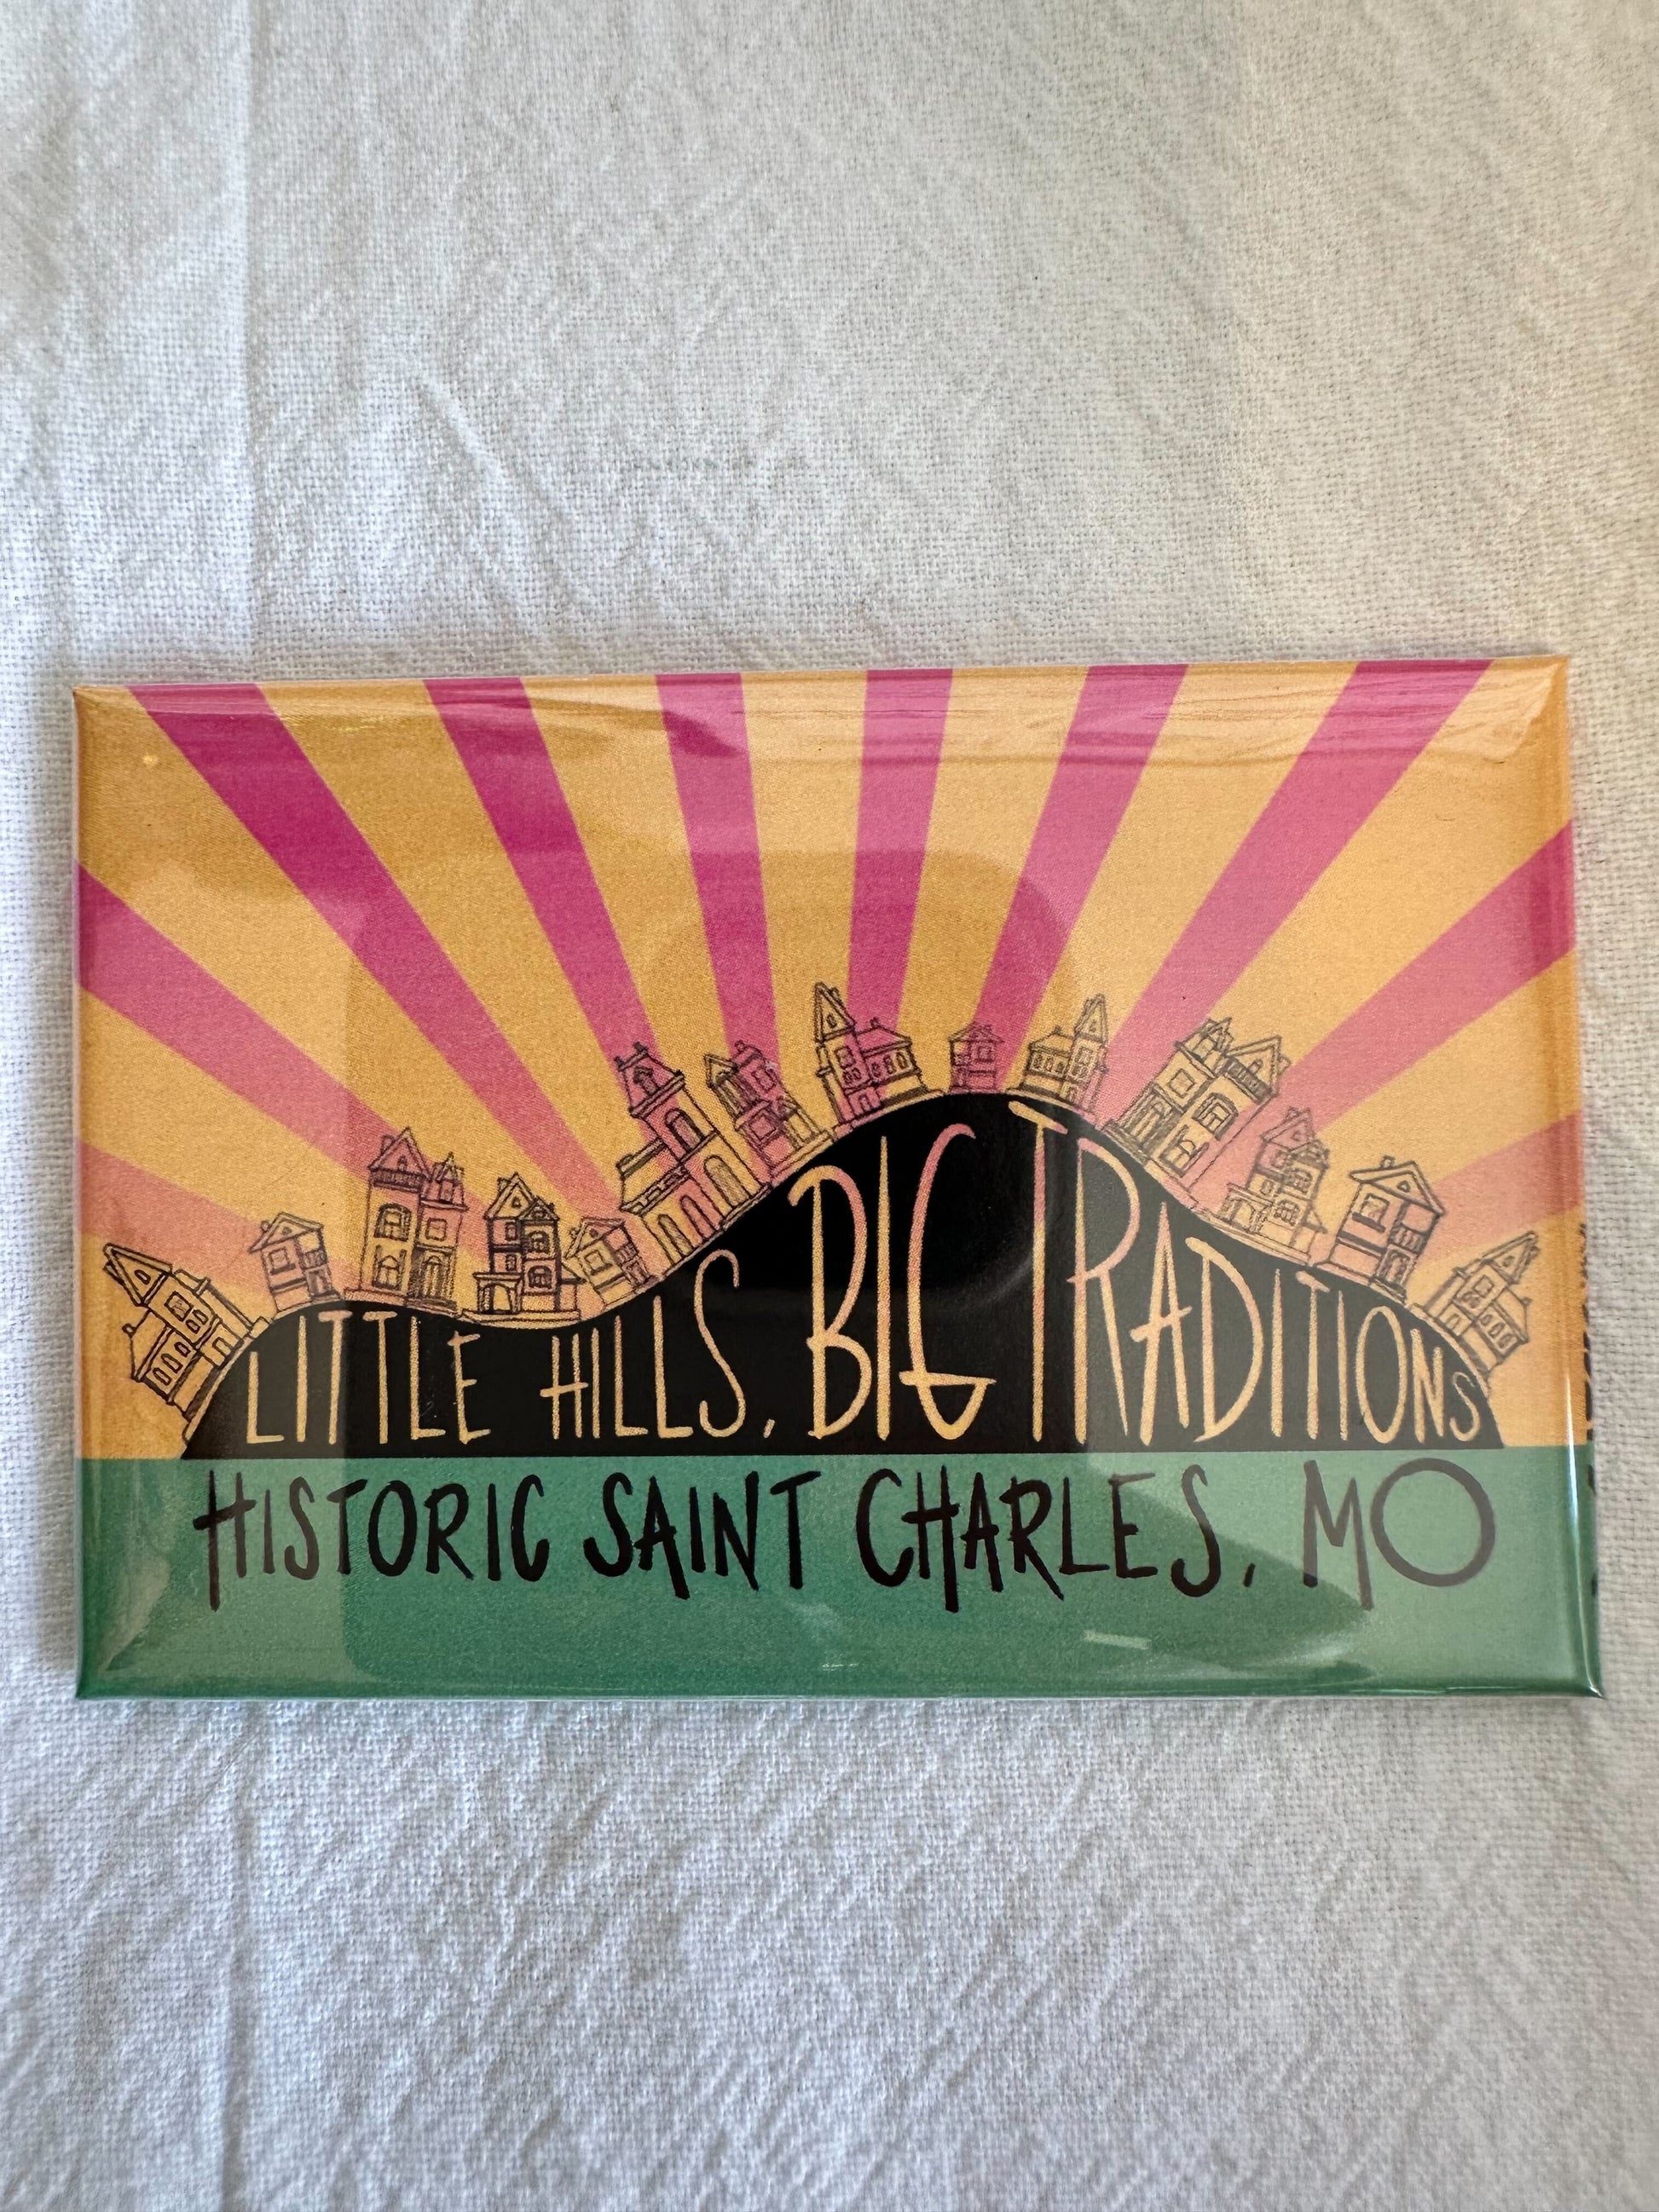 LITTLE HILLS, BIG TRADITIONS
HISTORIC SAINT CHARLES, MO